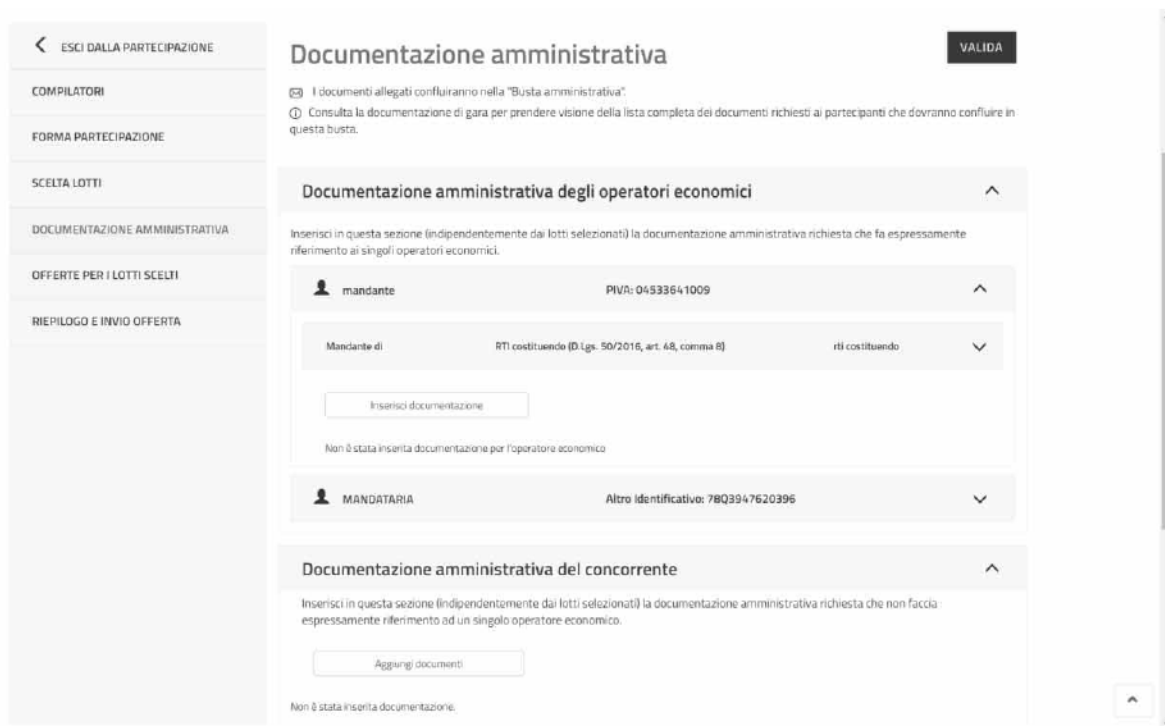 ESCI DALLA PARTECIPAZIONE
COMPILATORI
FORMA PARTECIPAZIONE
SCELTA LOTTI
DOCUMENTAZIONE AMMINISTRATIVA
OFFERTE PER I LOTTI SCELTI
RIEPILOGO E INVIO OFFERTA
Documentazione amministrativa
VALIDA
I documenti allegati confluiranno nella "Busta amministrativa".
Consulta la documentazione di gara per prendere visione della lista completa dei documenti richiesti ai partecipanti che dovranno confluire in
questa busta.
Documentazione amministrativa degli operatori economici
Inserisci in questa sezione (indipendentemente dai lotti selezionati) la documentazione amministrativa richiesta che fa espressamente
riferimento ai singoli operatori economici.
mandante PIVA: 04533641009
Mandante di RTI costituendo (D.Lgs. 50/2016, art. 48, comma 8) rti costituendo
Inserisci documentazione
Non è stata inserita documentazione per l'operatore economico
MANDATARIA Altro Identificativo: 78Q3947620396
Documentazione amministrativa del concorrente
Inserisci in questa sezione (indipendentemente dai lotti selezionati) la documentazione amministrativa richiesta che non faccia
espressamente riferimento ad un singolo operatore economico.
Aggiungi documenti
Non è stata inserita documentazione.